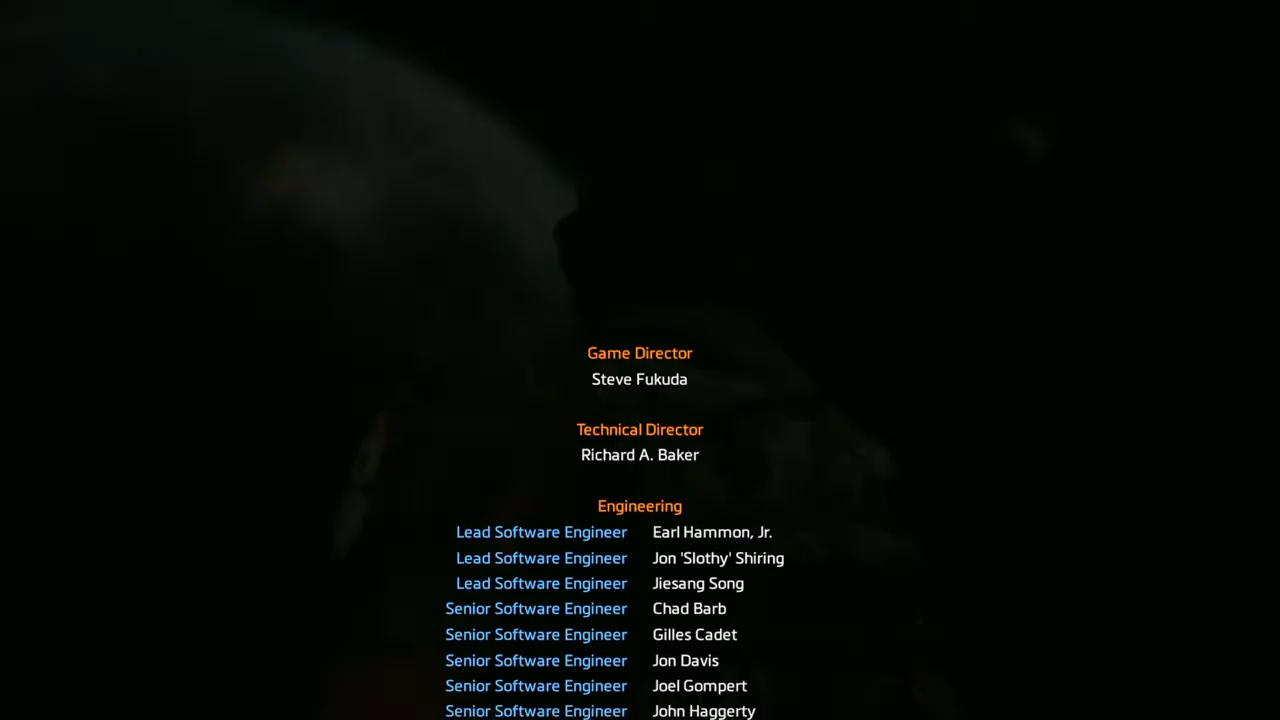 Game Director
Steve Fukuda
Technical Director
Richard A. Baker
Engineering
Lead Software Engineer Earl Hammon, Jr.
Lead Software Engineer Jon 'Slothy' Shiring
Lead Software Engineer Jiesang Song
Senior Software Engineer Chad Barb
Senior Software Engineer Gilles Cadet
Senior Software Engineer Jon Davis
Senior Software Engineer Joel Gompert
Senior Software Engineer John Haggerty